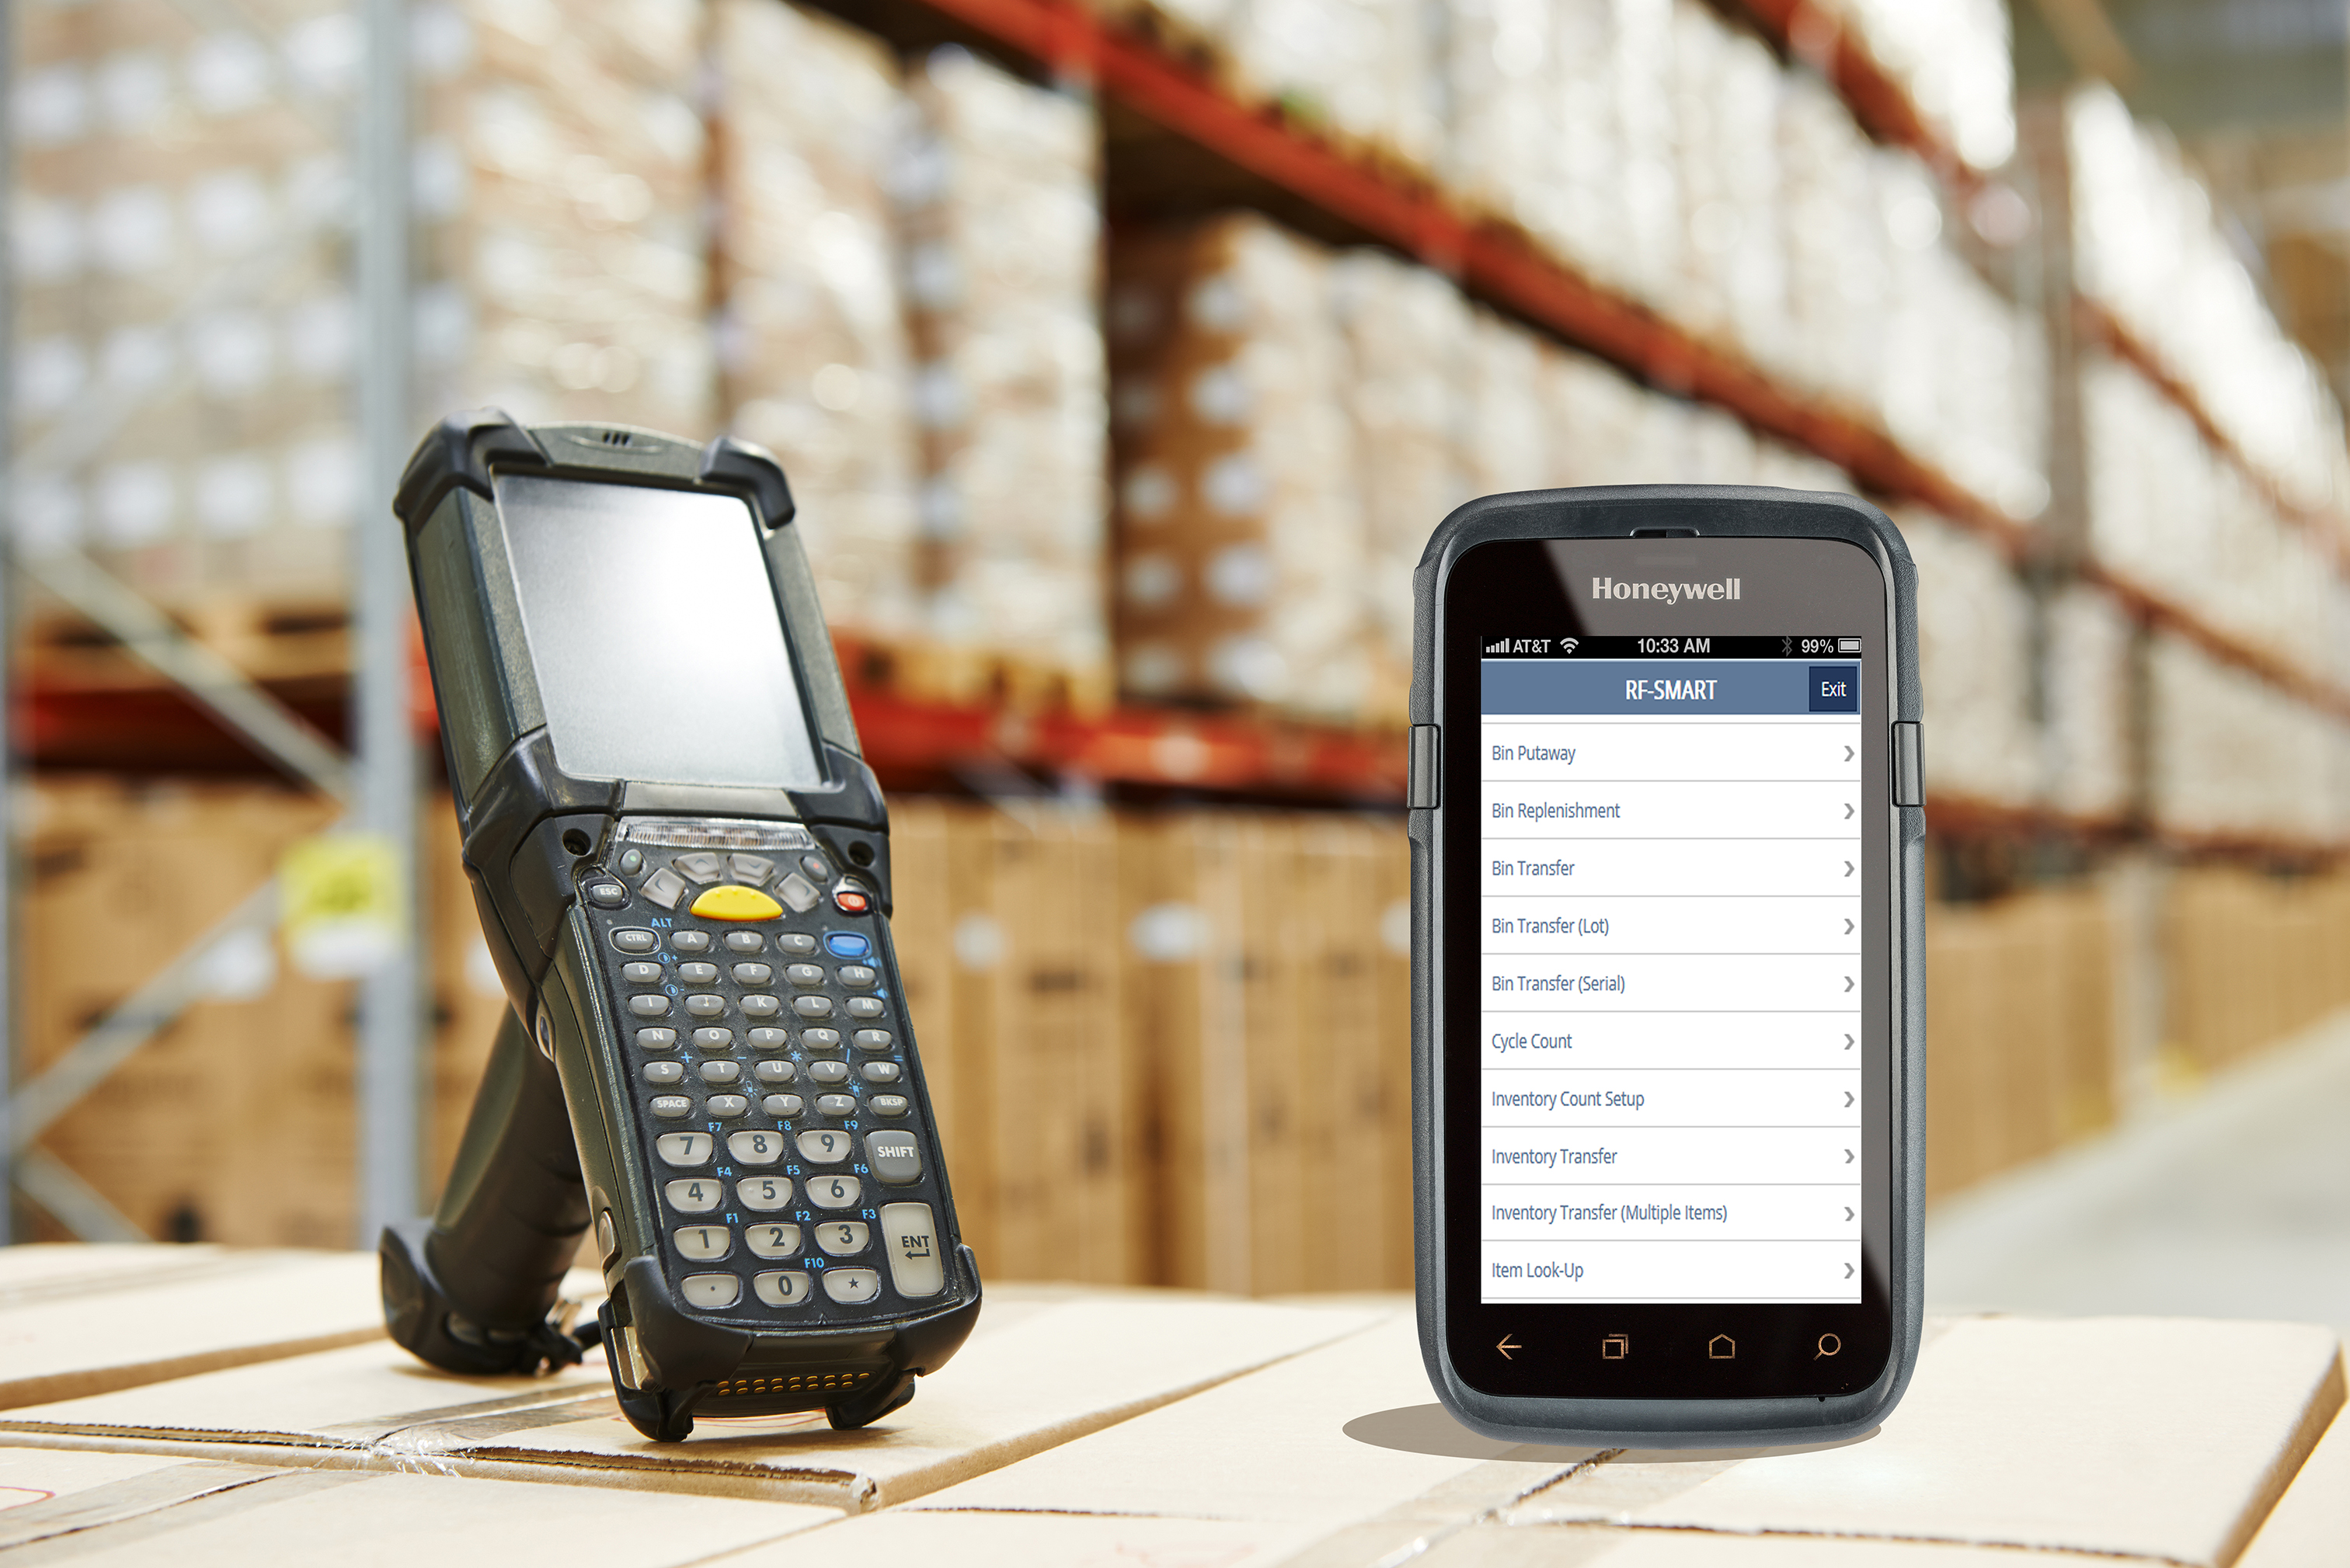 ESC
ALT
CTRL A B C
D E F G H
I J K L M
N O P Q R
+ - * / =
S T U V W
SPACE X Y Z BKSP
F7 F8 F9
7 8 9 SHIFT
F4 F5 F6
4 5 6
F1 F2 F3
1 2 3 ENT
F10
. 0 *
Honeywell
AT&T 10:33 AM 99%
RF-SMART Exit
Bin Putaway
Bin Replenishment
Bin Transfer
Bin Transfer (Lot)
Bin Transfer (Serial)
Cycle Count
Inventory Count Setup
Inventory Transfer
Inventory Transfer (Multiple Items)
Item Look-Up